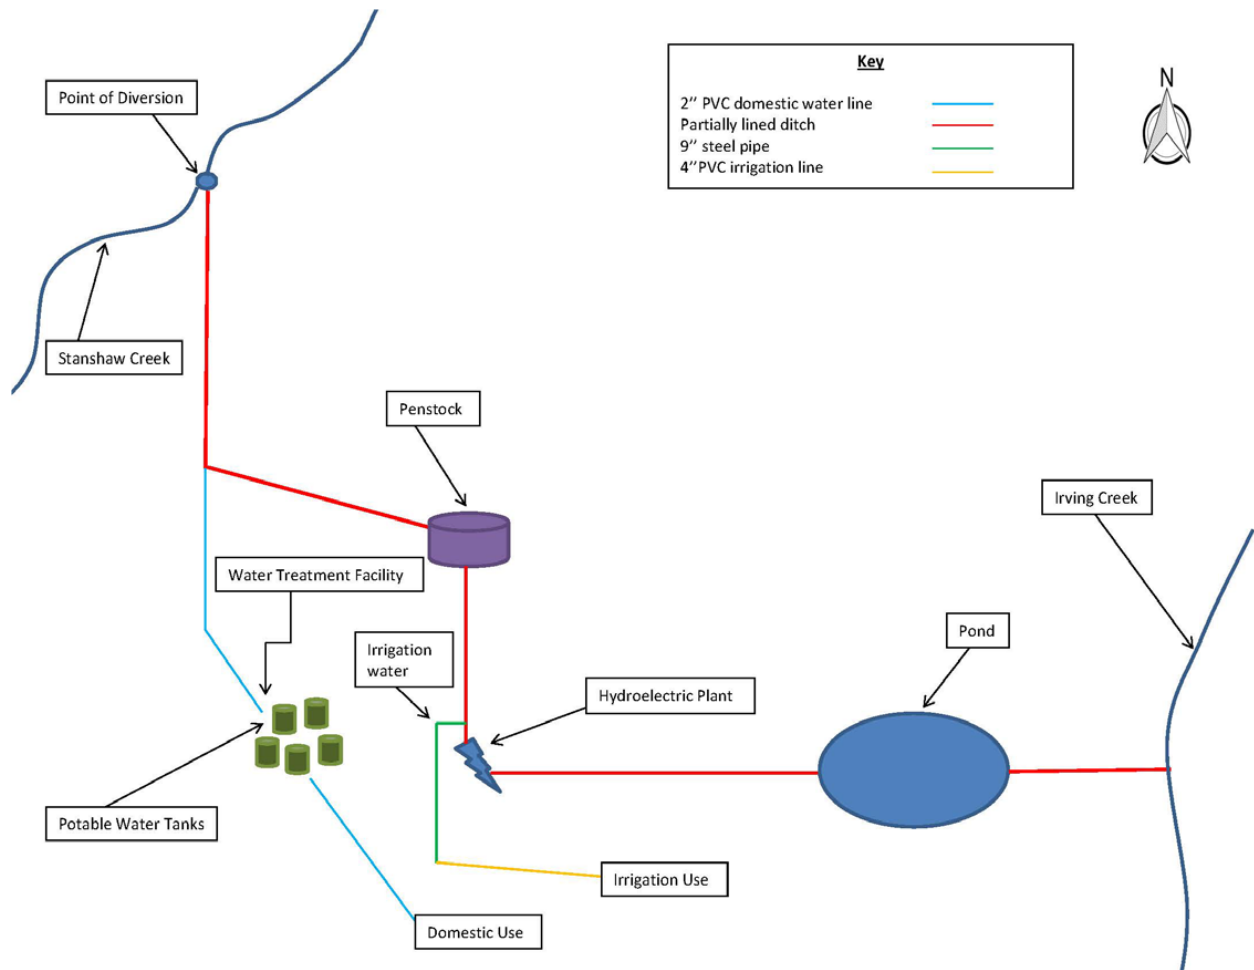 Key
N
2’’ PVC domestic water line
Partially lined ditch
9’’ steel pipe
4’’PVC irrigation line
Point of Diversion
Stanshaw Creek
Penstock
Irving Creek
Water Treatment Facility
Pond
Irrigation
water
Hydroelectric Plant
Potable Water Tanks
Irrigation Use
Domestic Use